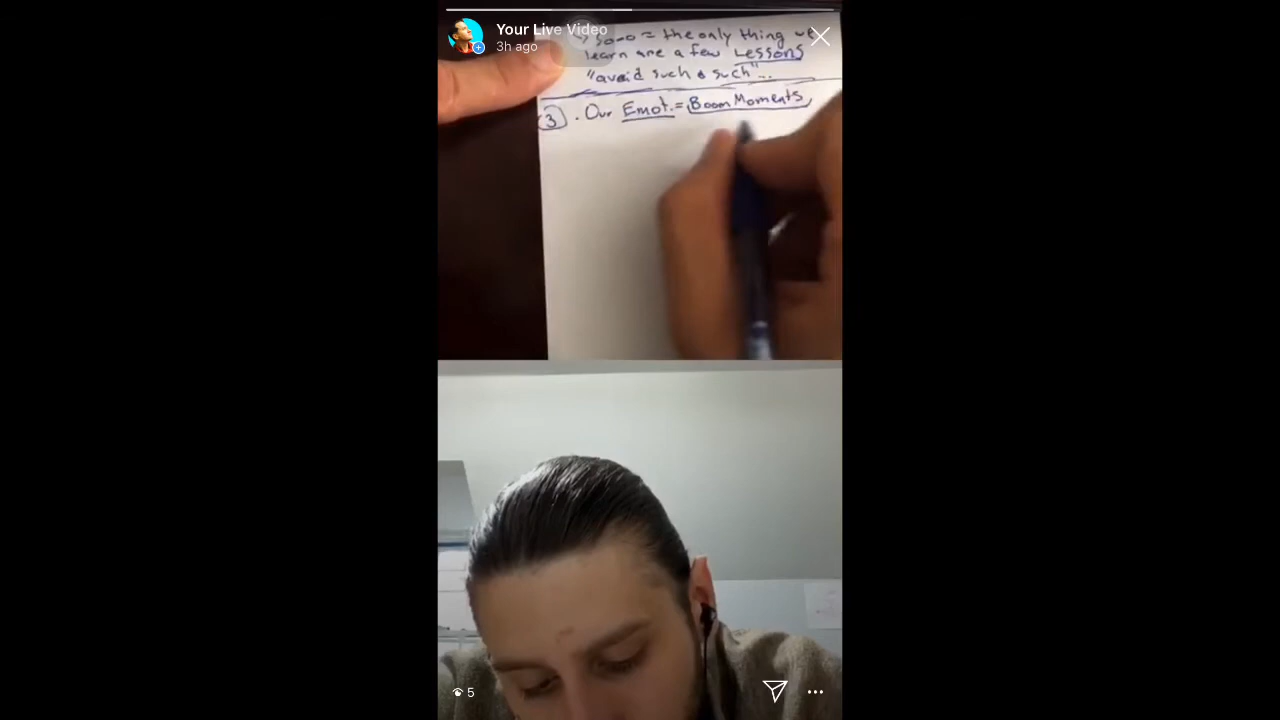 Your Live Video
3h ago
= the only thing we
learn are a few Lessons
"avoid such & such"...
3 . Our Emot. = Boom Moments
5